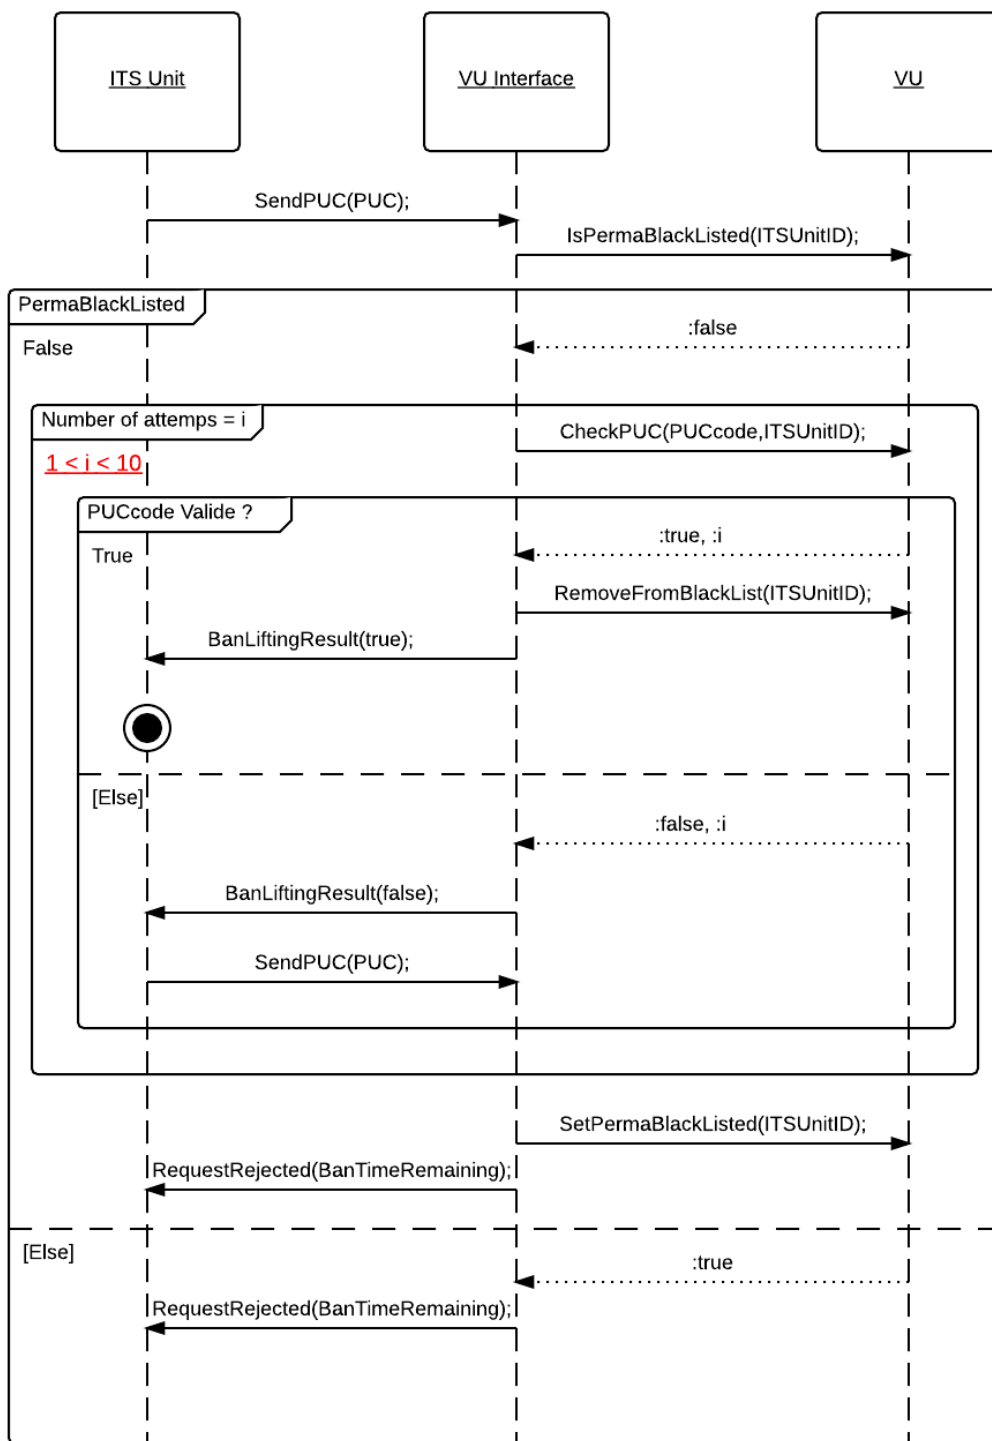 ITS Unit
VU Interface
VU
SendPUC(PUC);
IsPermaBlackListed(ITSUnitID);
PermaBlackListed
:false
False
Number of attemps = i
CheckPUC(PUCcode,ITSUnitID);
1 < i < 10
PUCcode Valide ?
:true, :i
True
RemoveFromBlackList(ITSUnitID);
BanLiftingResult(true);
[Else]
:false, :i
BanLiftingResult(false);
SendPUC(PUC);
SetPermaBlackListed(ITSUnitID);
RequestRejected(BanTimeRemaining);
[Else]
:true
RequestRejected(BanTimeRemaining);